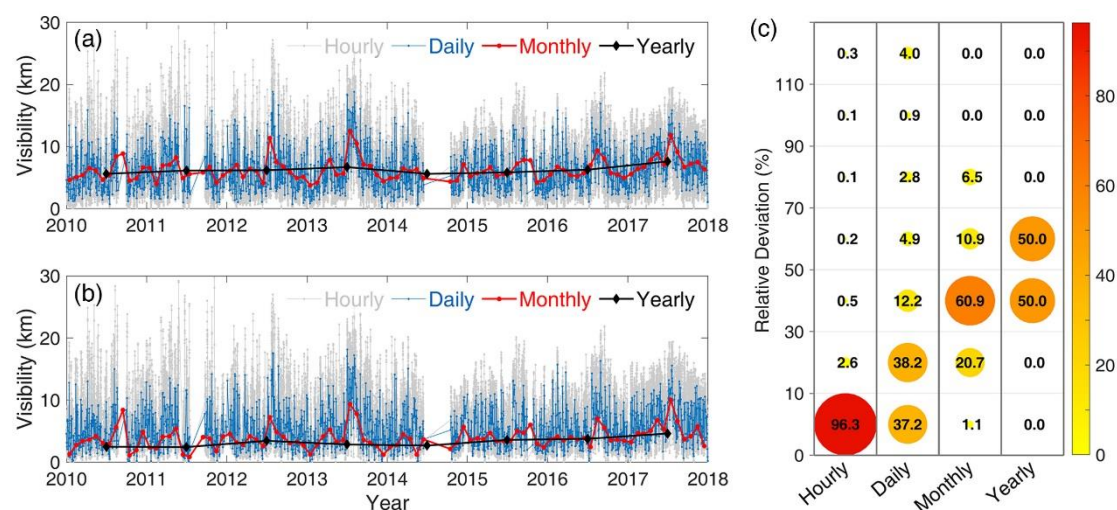 (a)
Hourly Daily Monthly Yearly
Visibility (km)
30
20
10
0
2010 2011 2012 2013 2014 2015 2016 2017 2018
Year
(b)
Hourly Daily Monthly Yearly
Visibility (km)
30
20
10
0
2010 2011 2012 2013 2014 2015 2016 2017 2018
Year
(c)
Relative Deviation (%)
110
90
70
50
30
10
0
0.3 4.0 0.0 0.0
0.1 0.9 0.0 0.0
0.1 2.8 6.5 0.0
0.2 4.9 10.9 50.0
0.5 12.2 60.9 50.0
2.6 38.2 20.7 0.0
96.3 37.2 1.1 0.0
Hourly Daily Monthly Yearly
80
60
40
20
0